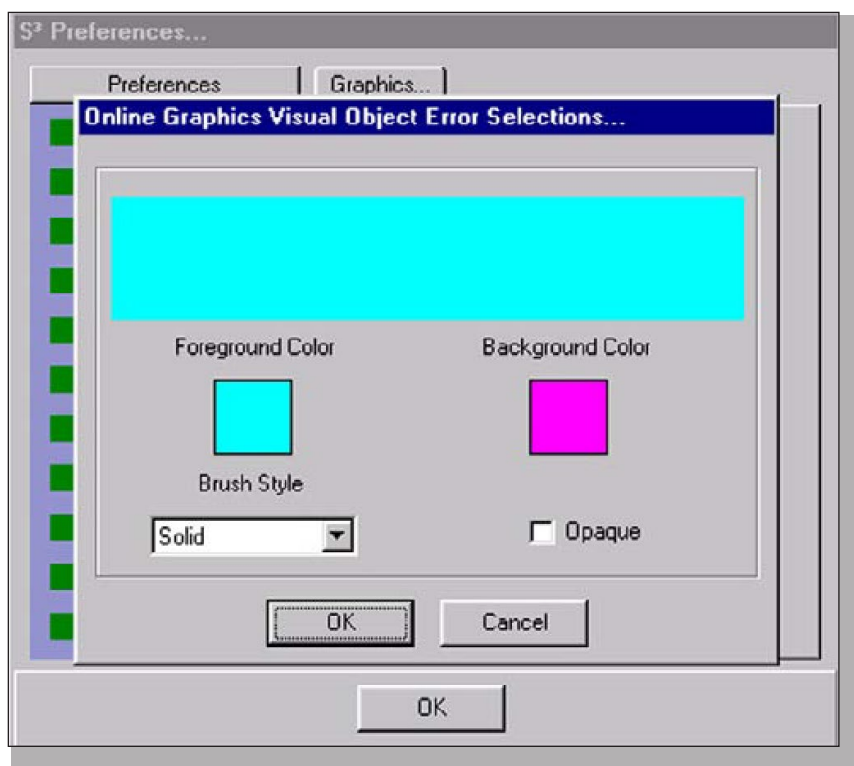 S³ Preferences...
Preferences Graphics...
Online Graphics Visual Object Error Selections...
Foreground Color Background Color
Brush Style
Solid Opaque
OK Cancel
OK